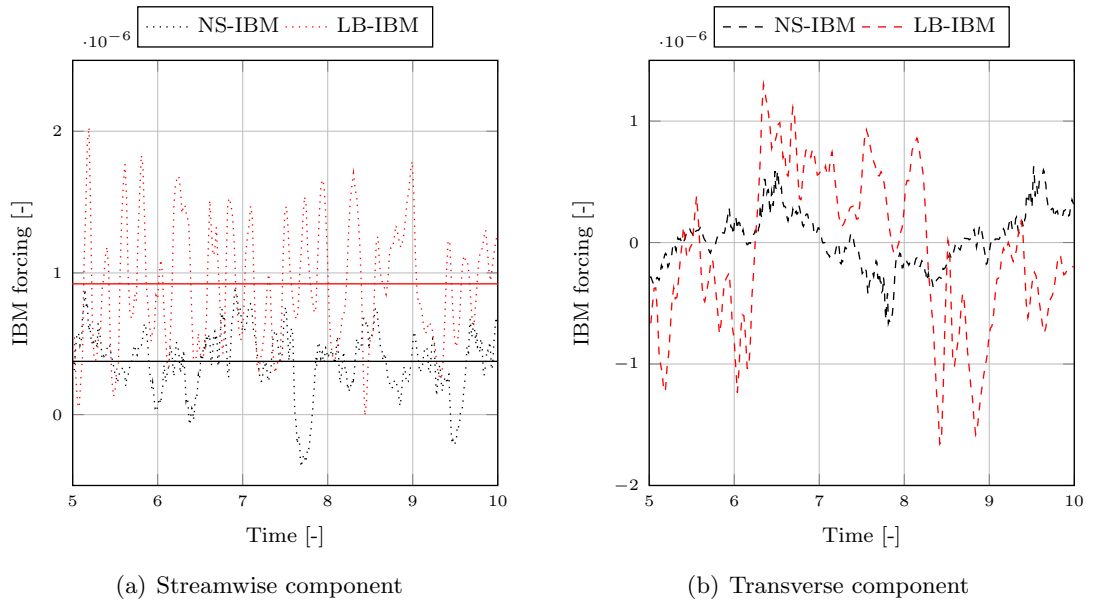 NS-IBM LB-IBM
·10−6
2
1
0
5 6 7 8 9 10
IBM forcing [-]
Time [-]
(a) Streamwise component
NS-IBM LB-IBM
·10−6
1
0
−1
−2
5 6 7 8 9 10
IBM forcing [-]
Time [-]
(b) Transverse component